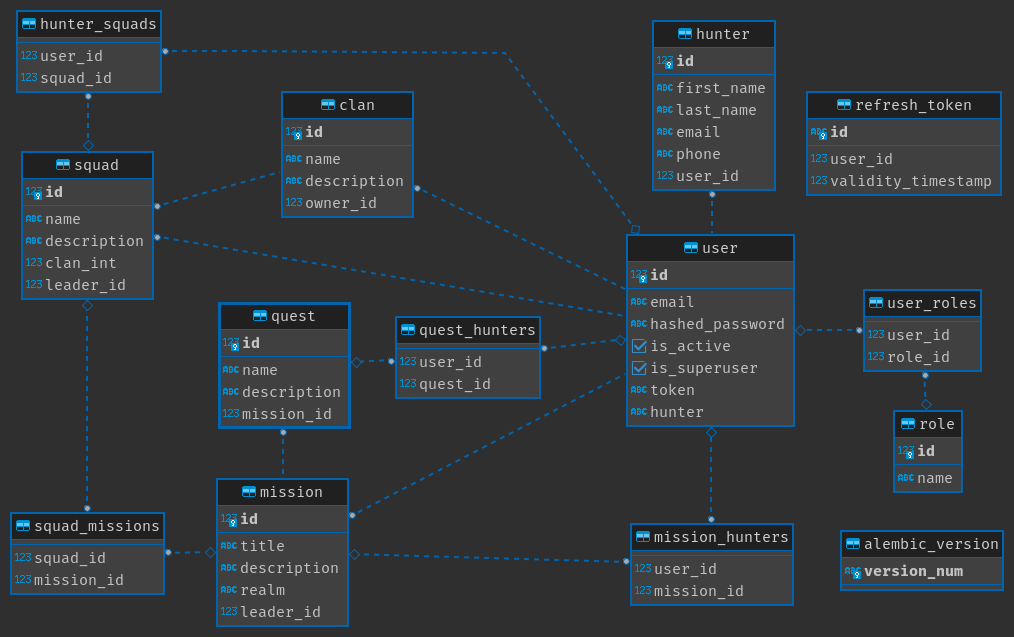 hunter_squads
123 user_id
123 squad_id
hunter
123 id
ABC first_name
ABC last_name
ABC email
ABC phone
123 user_id
clan
123 id
ABC name
ABC description
123 owner_id
refresh_token
ABC id
123 user_id
123 validity_timestamp
squad
123 id
ABC name
ABC description
123 clan_int
123 leader_id
user
123 id
ABC email
ABC hashed_password
is_active
is_superuser
ABC token
ABC hunter
quest
123 id
ABC name
ABC description
123 mission_id
quest_hunters
123 user_id
123 quest_id
user_roles
123 user_id
123 role_id
role
123 id
ABC name
mission
123 id
ABC title
ABC description
ABC realm
123 leader_id
squad_missions
123 squad_id
123 mission_id
mission_hunters
123 user_id
123 mission_id
alembic_version
ABC version_num